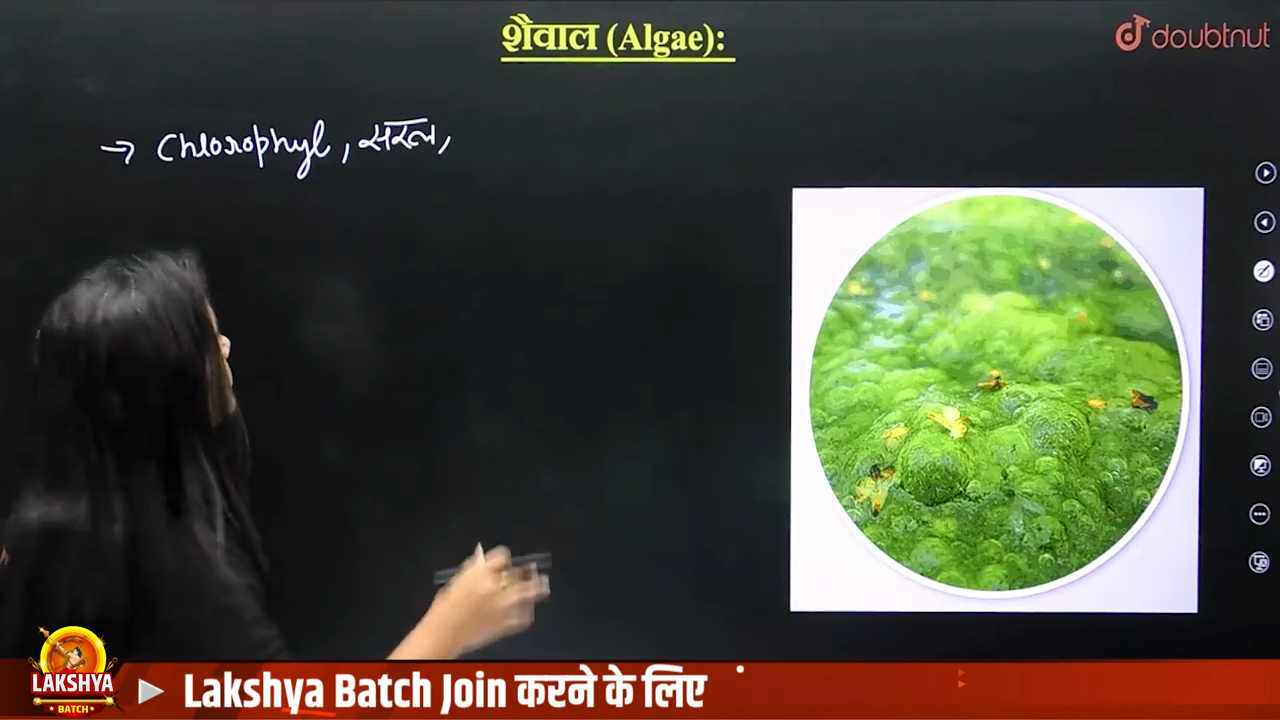 शैवाल (Algae):
doubtnut
→ Chlorophyl, सरल,
LAKSHYA
BATCH
Lakshya Batch Join करने के लिए